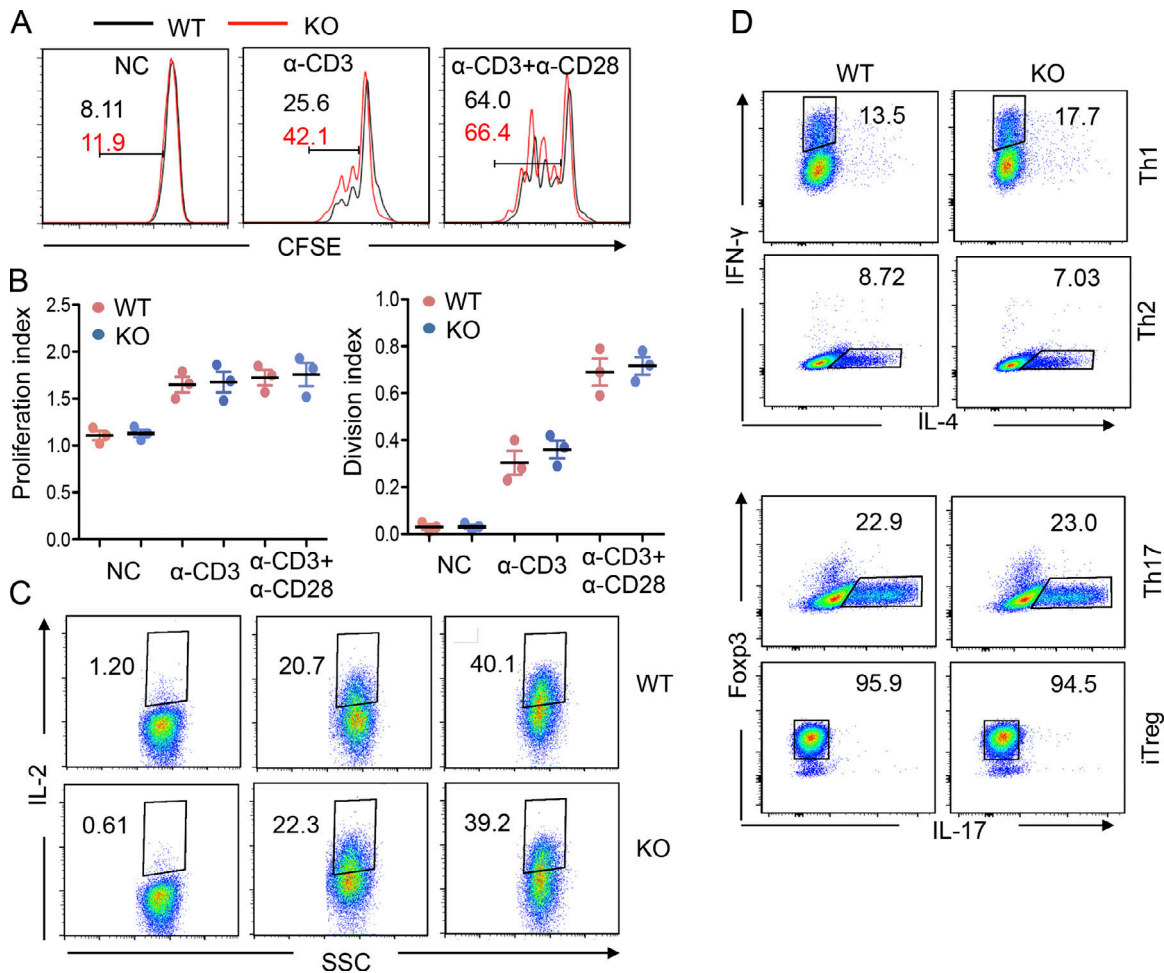 A
WT KO
NC
8.11
11.9
α-CD3
25.6
42.1
α-CD3+α-CD28
64.0
66.4
CFSE
B
Proliferation index
2.5
2.0
1.5
1.0
0.5
0.0
WT
KO
NC
α-CD3
α-CD3+
α-CD28
Division index
1.0
0.8
0.6
0.4
0.2
0.0
WT
KO
NC
α-CD3
α-CD3+
α-CD28
C
IL-2
1.20
20.7
40.1
WT
0.61
22.3
39.2
KO
SSC
D
WT
KO
IFN-γ
13.5
17.7
Th1
8.72
7.03
Th2
IL-4
Foxp3
22.9
23.0
Th17
95.9
94.5
iTreg
IL-17